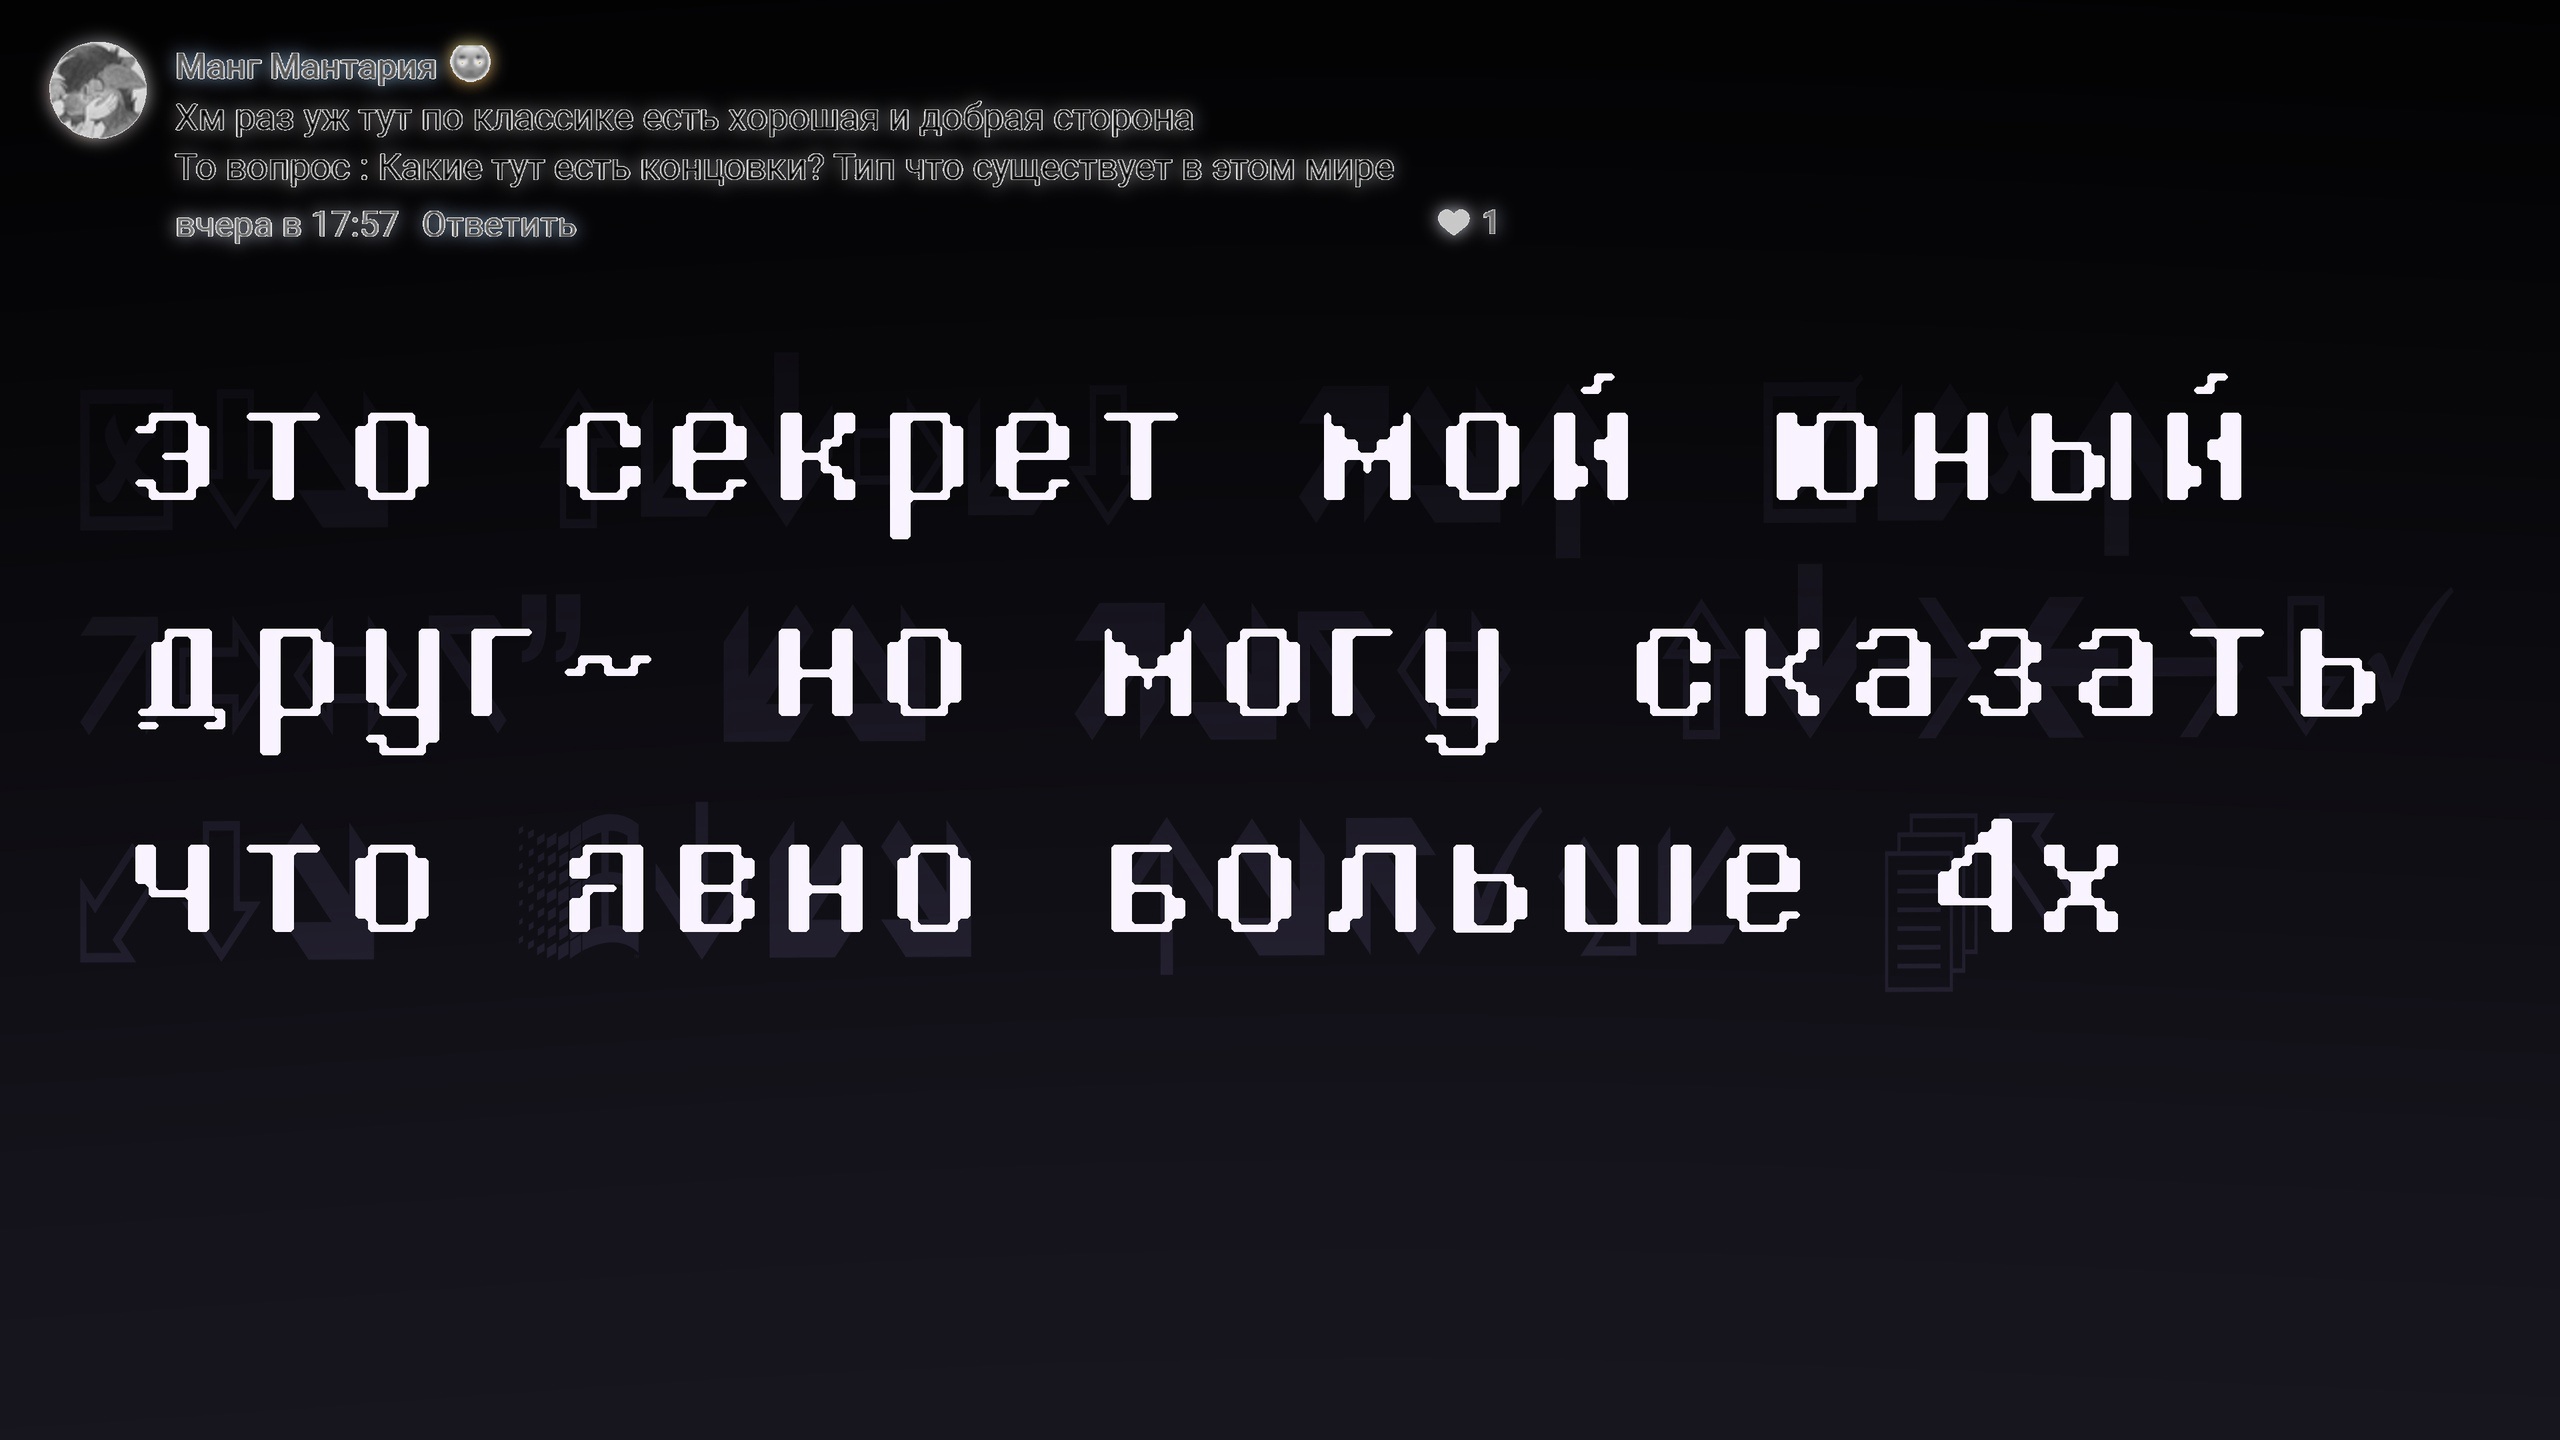 Манг Мантария
Хм раз уж тут по классике есть хорошая и добрая сторона
То вопрос : Какие тут есть концовки? Тип что существует в этом мире
вчера в 17:57 Ответить
1
это секрет мой юный
друг~ но могу сказать
что авно больше 4х